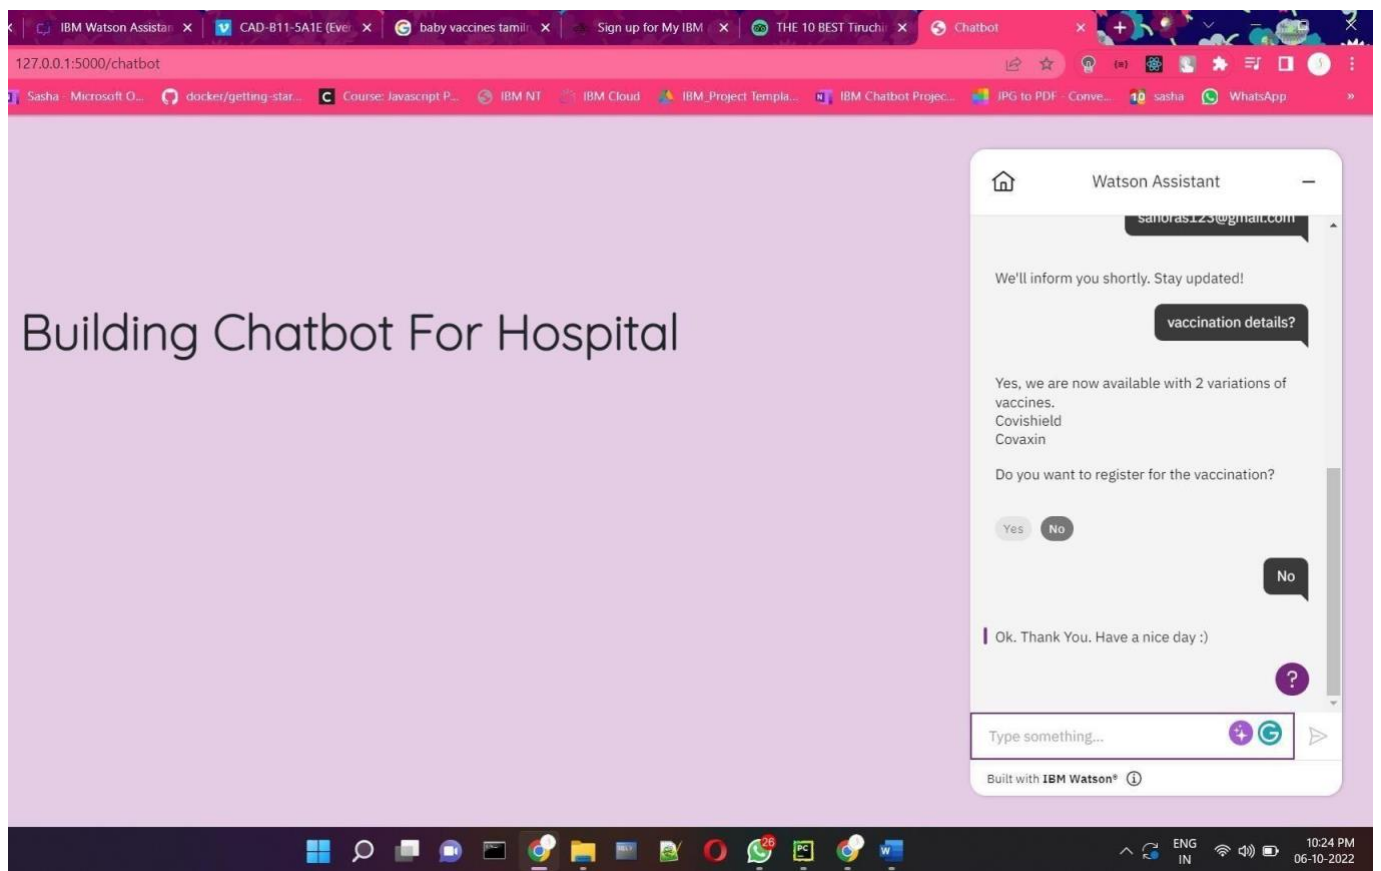 IBM Watson Assistan
CAD-B11-5A1E (Eve
baby vaccines tamil
Sign up for My IBM
THE 10 BEST Tiruchi
Chatbot
127.0.0.1:5000/chatbot
Sasha - Microsoft O...
docker/getting-star...
Course: Javascript P...
IBM NT
IBM Cloud
IBM_Project Templa...
IBM Chatbot Projec...
JPG to PDF - Conve...
sasha
WhatsApp
»
Building Chatbot For Hospital
Watson Assistant
We'll inform you shortly. Stay updated!
vaccination details?
Yes, we are now available with 2 variations of
vaccines.
Covishield
Covaxin
Do you want to register for the vaccination?
Yes No
No
Ok. Thank You. Have a nice day :)
?
Type something...
Built with IBM Watson®
26
ENG
IN
10:24 PM
06-10-2022